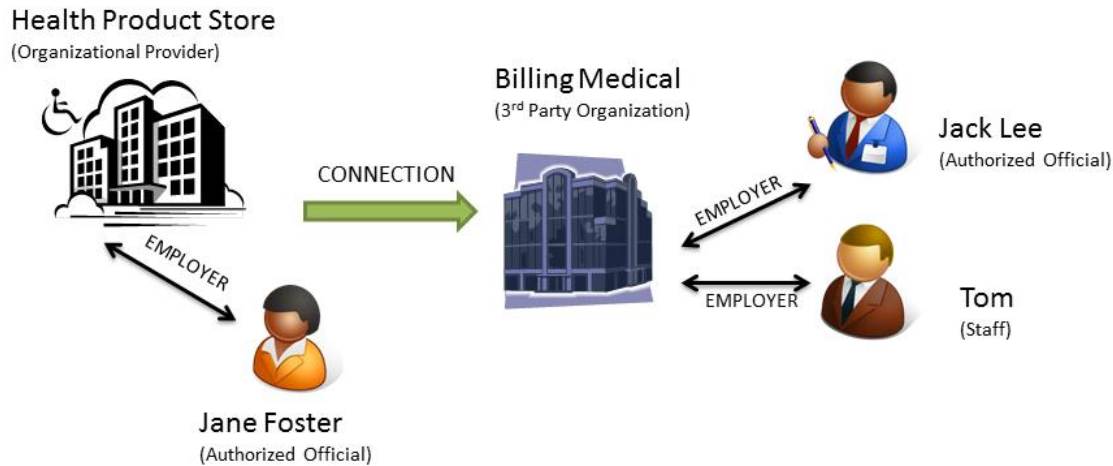 Health Product Store
(Organizational Provider)
Billing Medical
(3rd Party Organization)
Jack Lee
(Authorized Official)
CONNECTION
EMPLOYER
EMPLOYER
EMPLOYER
Tom
(Staff)
Jane Foster
(Authorized Official)